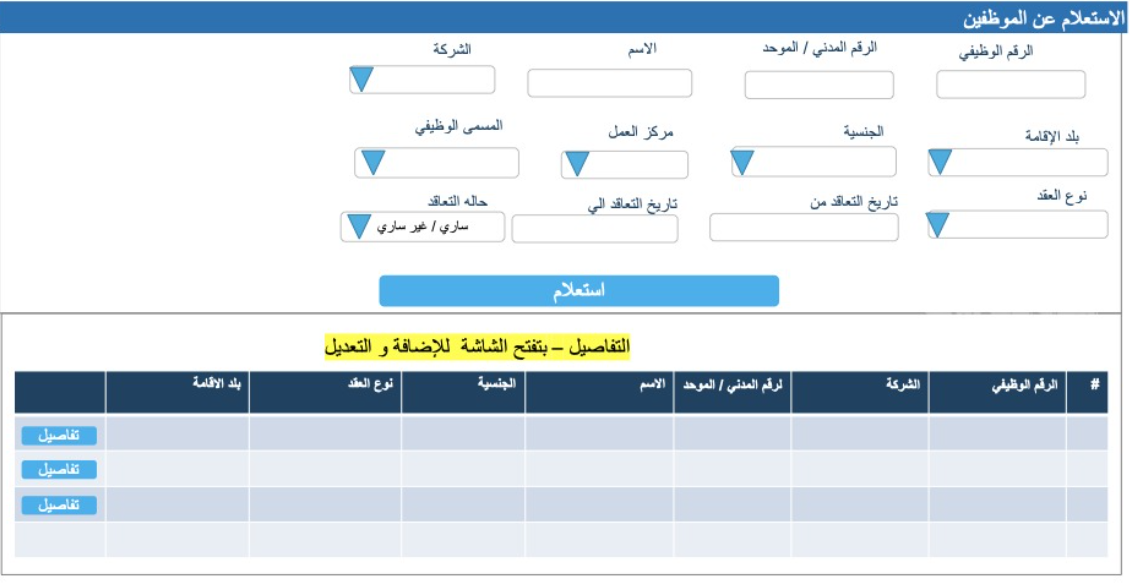 الاستعلام عن الموظفين
الرقم الوظيفي الرقم المدني / الموحد الاسم الشركة
بلد الإقامة الجنسية مركز العمل المسمى الوظيفي
نوع العقد تاريخ التعاقد من تاريخ التعاقد الي حاله التعاقد
ساري / غير ساري
استعلام
التفاصيل – بتفتح الشاشة للإضافة و التعديل
# الرقم الوظيفي الشركة لرقم المدني / الموحد الاسم الجنسية نوع العقد بلد الاقامة
تفاصيل
تفاصيل
تفاصيل